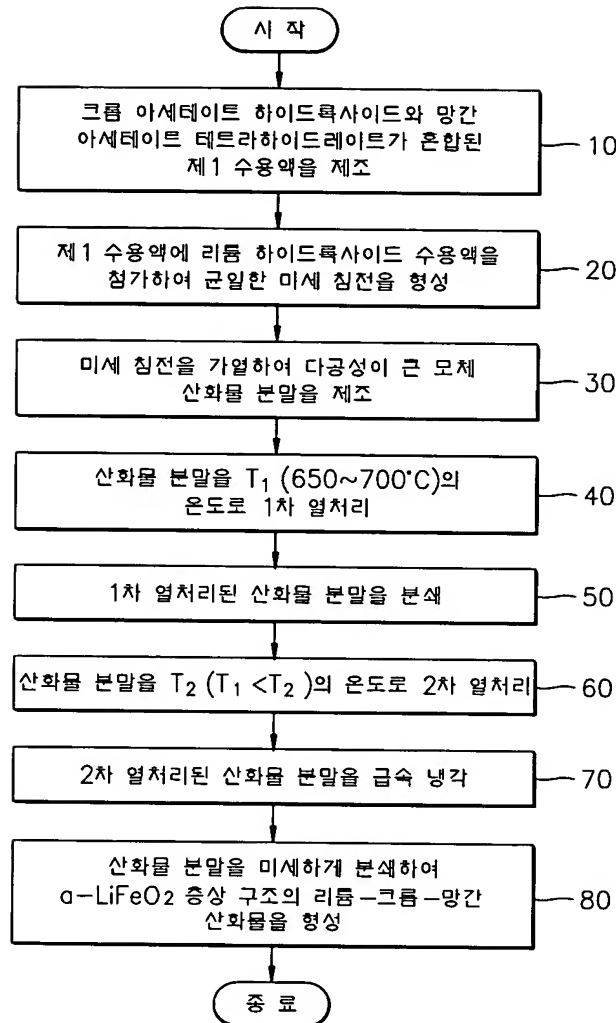 시 작
크롬 아세테이트 하이드록사이드와 망간
아세테이트 테트라하이드레이트가 혼합된
제1 수용액을 제조
10
제1 수용액에 리튬 하이드록사이드 수용액을
첨가하여 균일한 미세 침전을 형성
20
미세 침전을 가열하여 다공성이 큰 모체
산화물 분말을 제조
30
산화물 분말을 T₁ (650~700°C)의
온도로 1차 열처리
40
1차 열처리된 산화물 분말을 분쇄
50
산화물 분말을 T₂ (T₁ <T₂ )의 온도로 2차 열처리
60
2차 열처리된 산화물 분말을 급속 냉각
70
산화물 분말을 미세하게 분쇄하여
a-LiFeO2 층상 구조의 리튬-크롬-망간
산화물을 형성
80
종 료